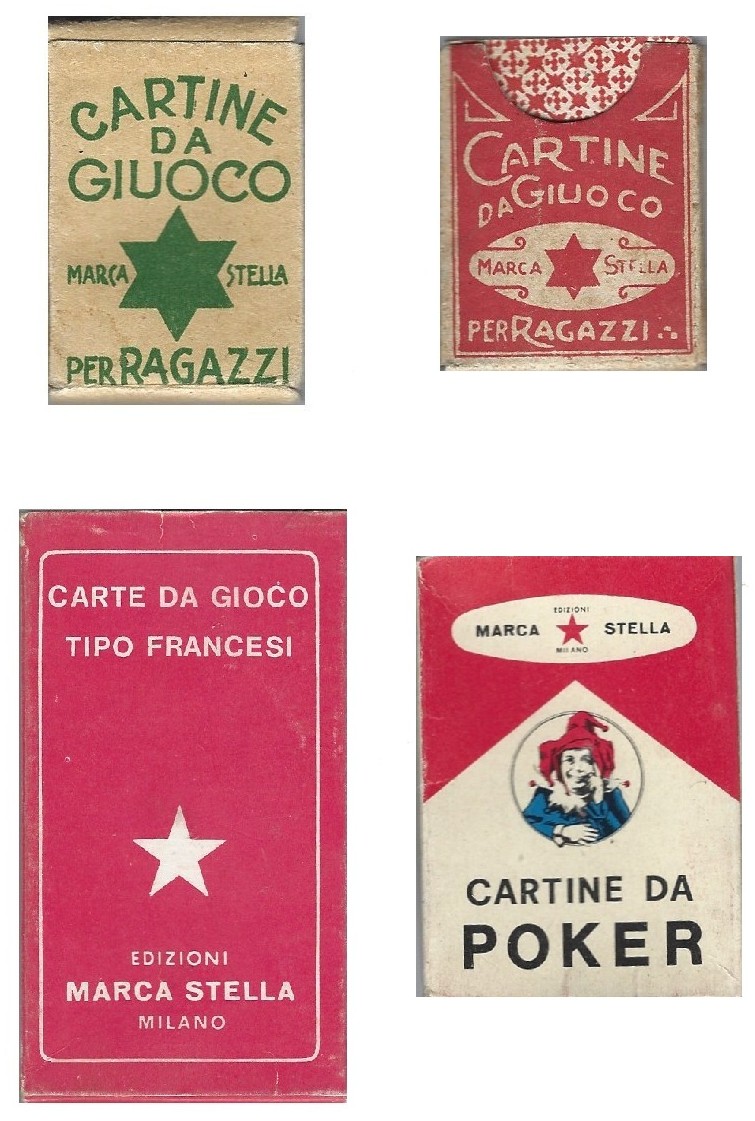 CARTINE
DA
GIUOCO
MARCA STELLA
PER RAGAZZI
CARTINE
DA GIUOCO
MARCA STELLA
PER RAGAZZI
CARTE DA GIOCO
TIPO FRANCESI
EDIZIONI
MARCA STELLA
MILANO
EDIZIONI
MARCA STELLA
MILANO
CARTINE DA
POKER